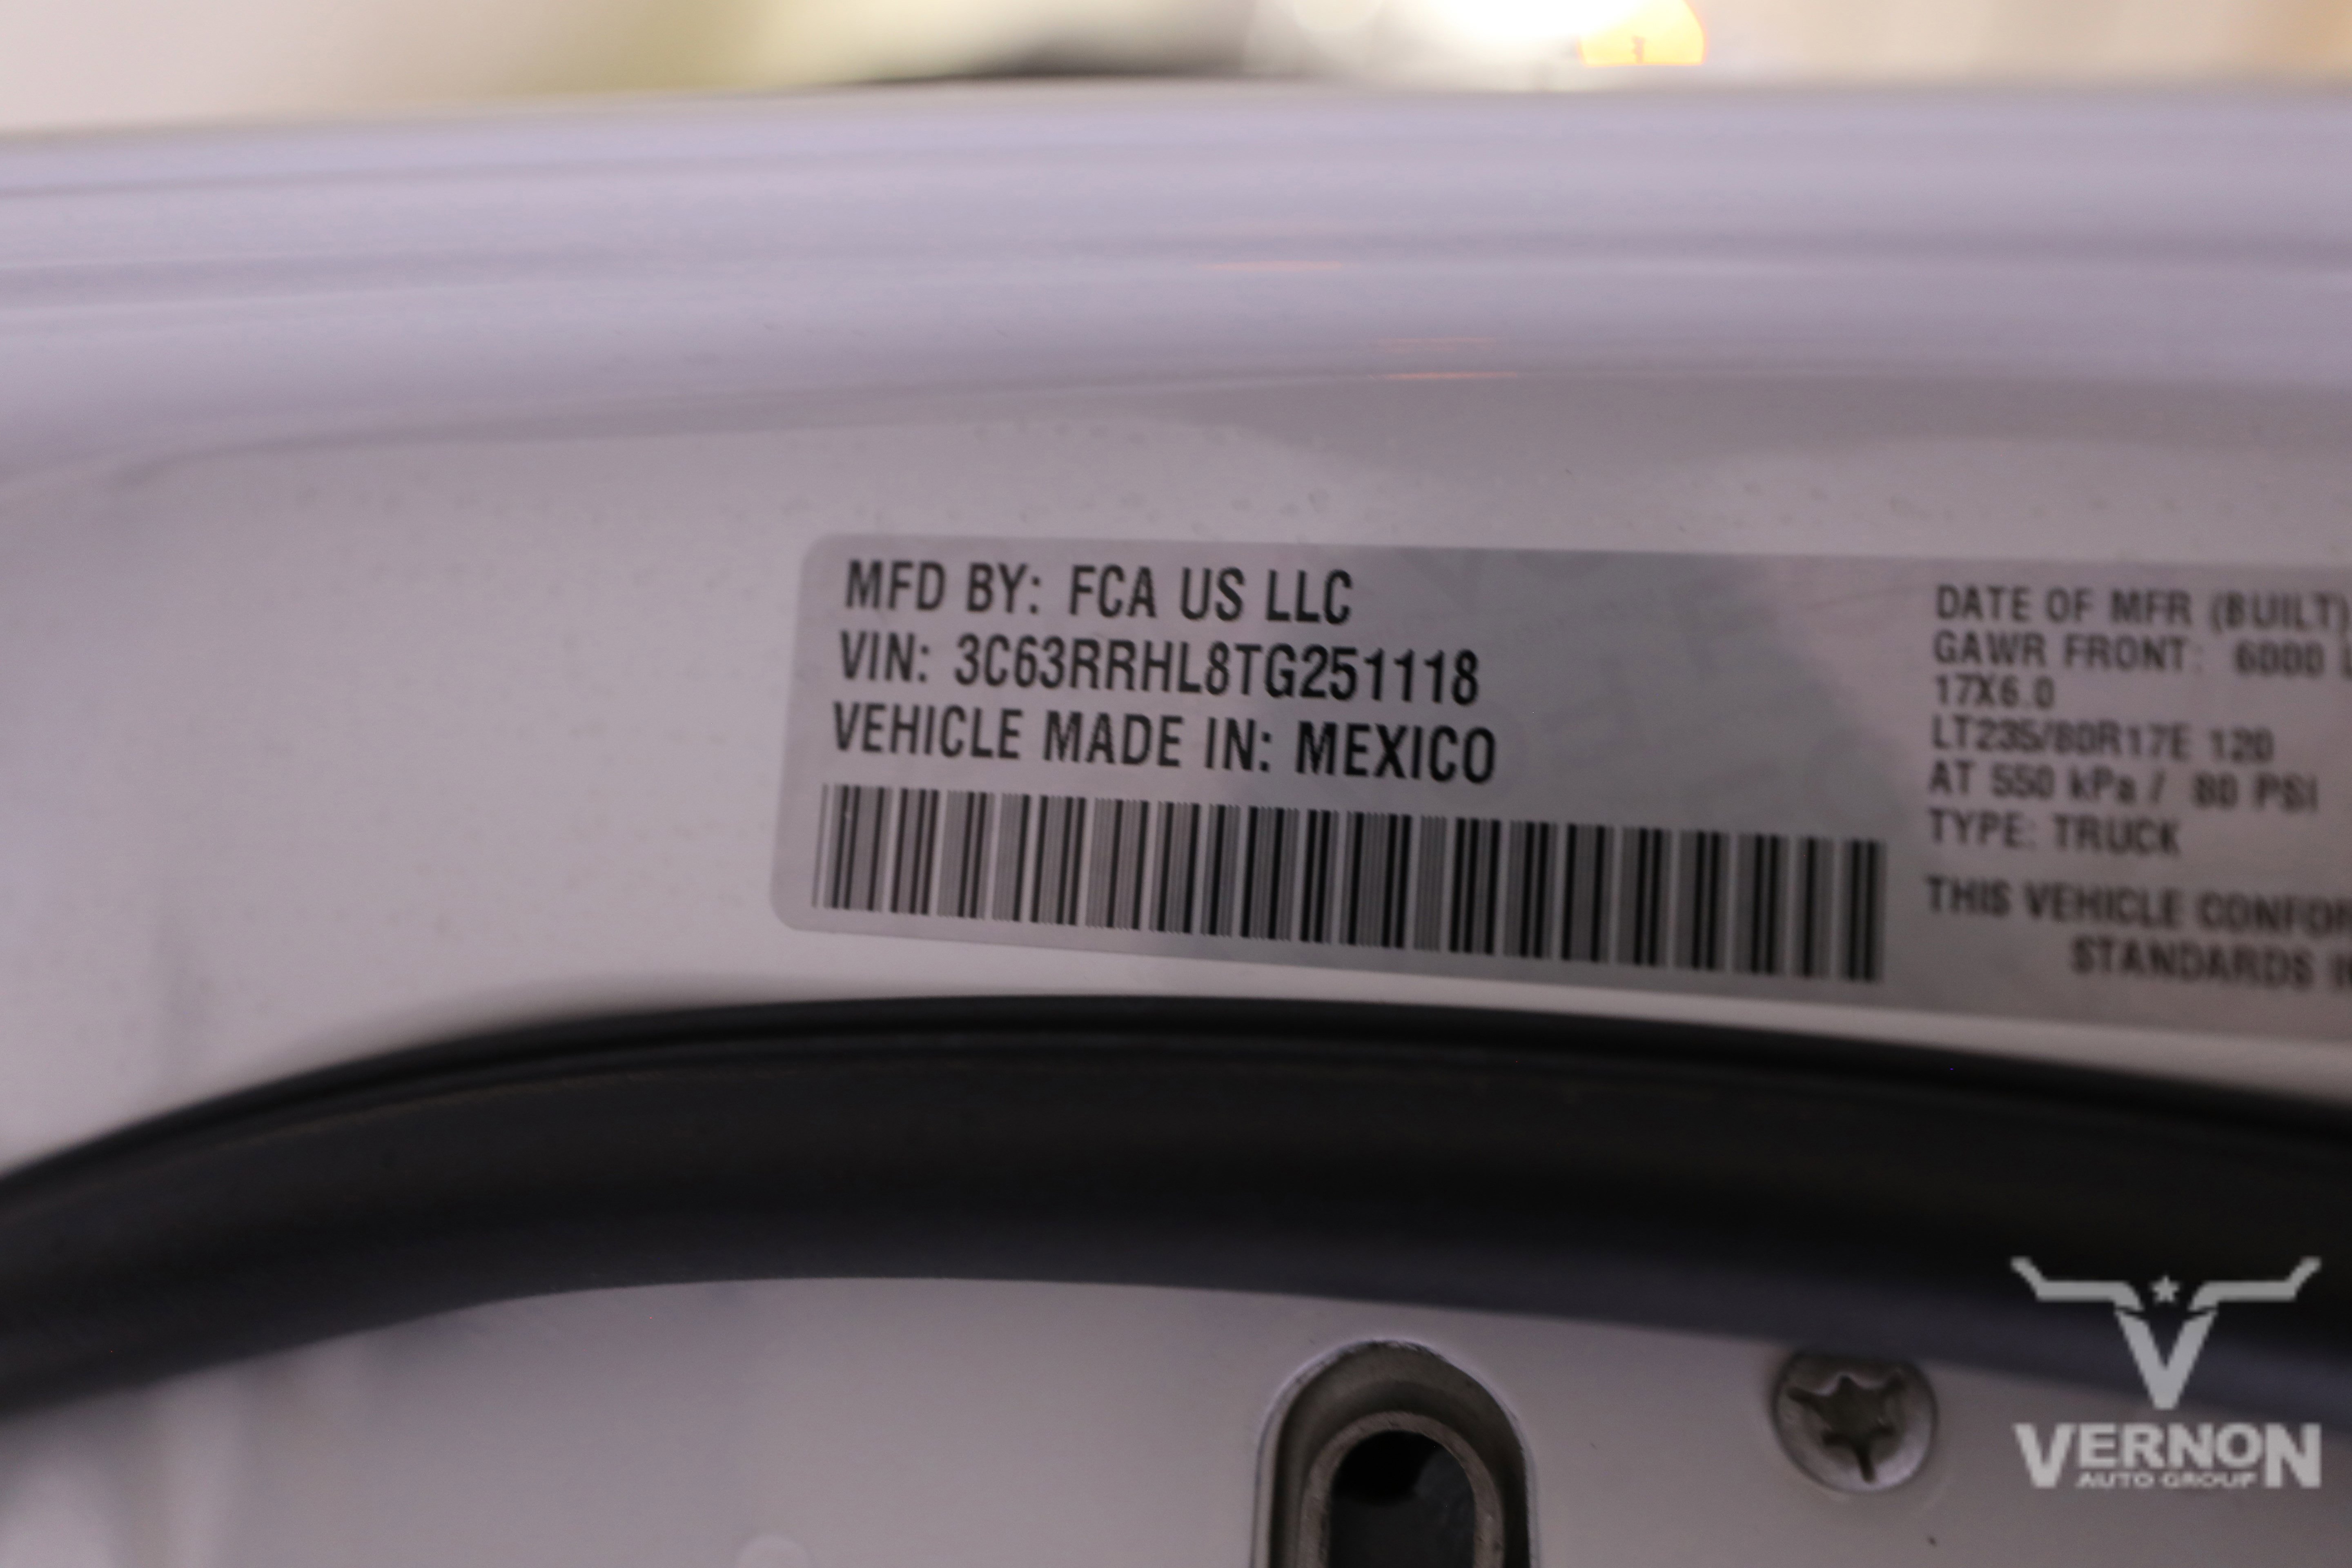 MFD BY: FCA US LLC
VIN: 3C63RRHL8TG251118
VEHICLE MADE IN: MEXICO
DATE OF MFR (BUILT)
GAWR FRONT: 6000
17X6.0
LT235/80R17E 120
AT 550 kPa / 80 PSI
TYPE: TRUCK
THIS VEHICLE
STANDARDS
VERNON
AUTO GROUP